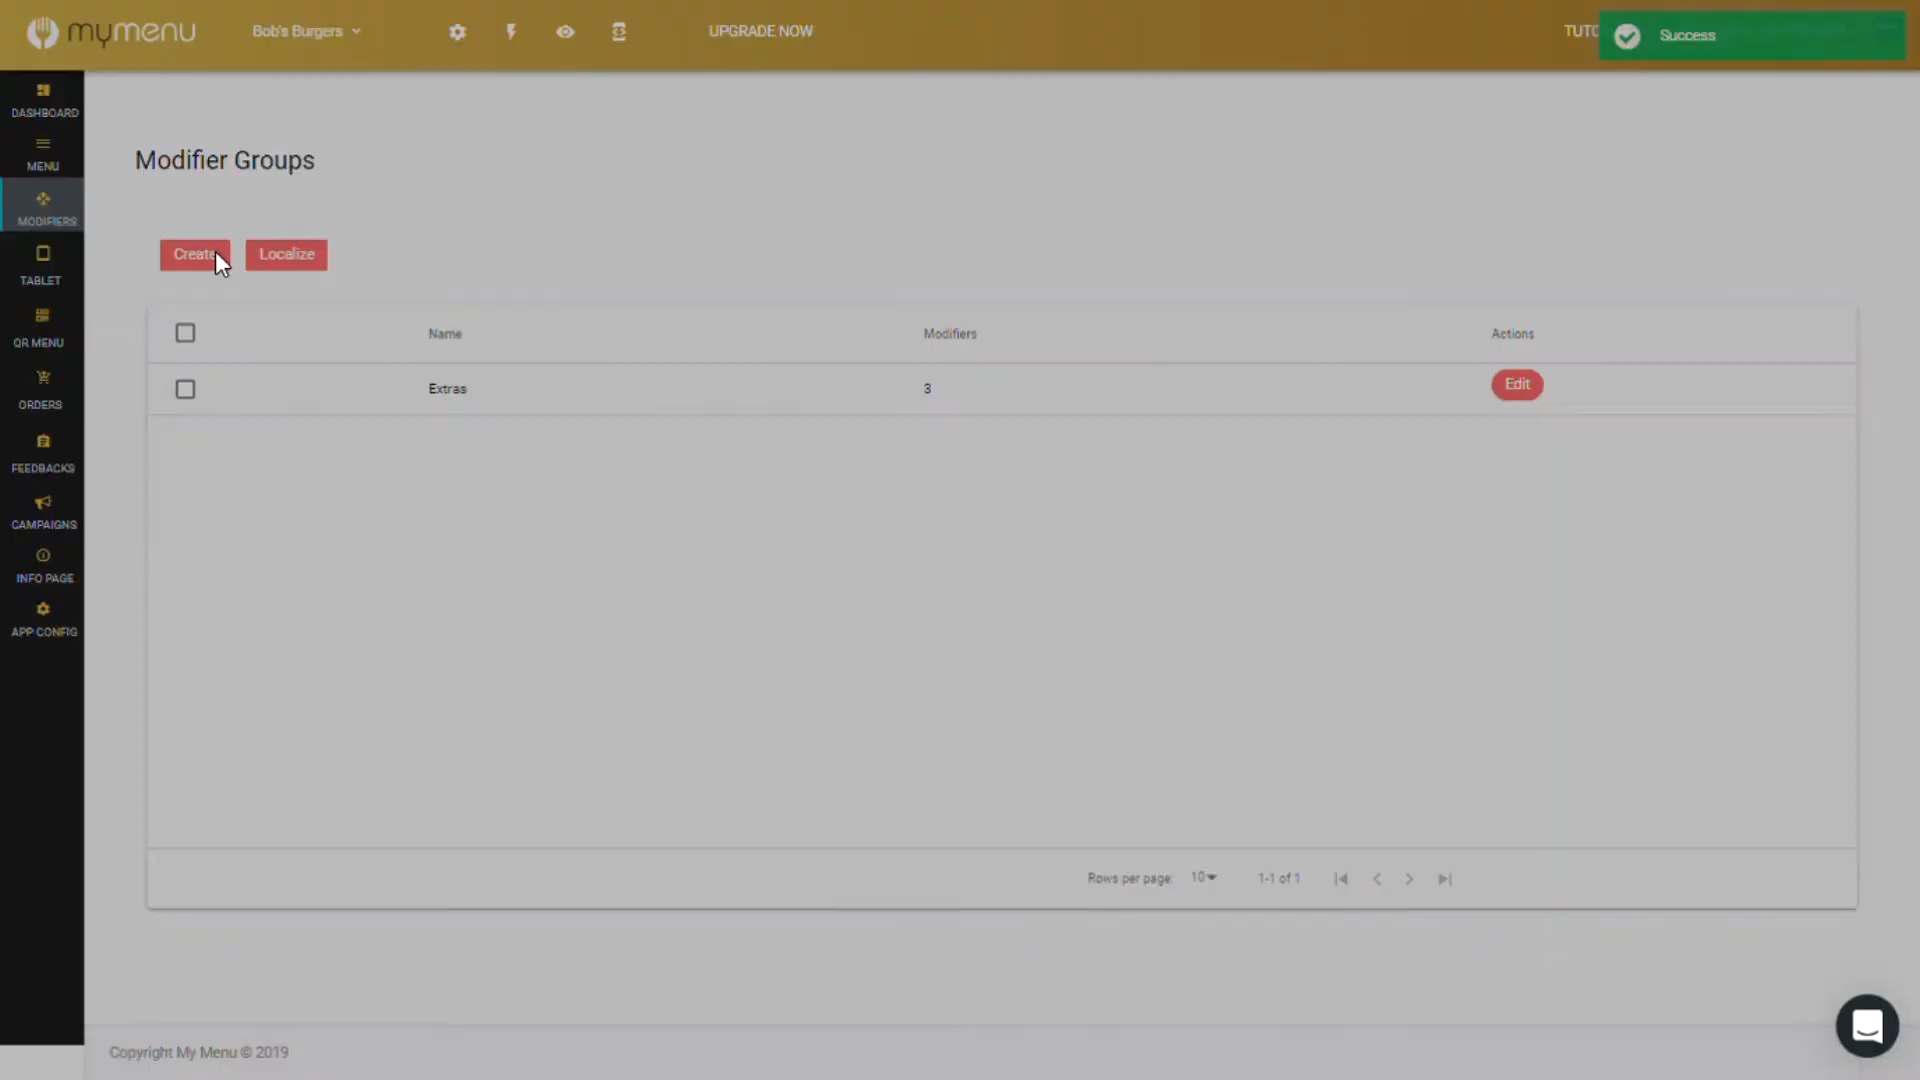 mymenu
Bob's Burgers
UPGRADE NOW
TUTO
Success
DASHBOARD
MENU
MODIFIERS
TABLET
QR MENU
ORDERS
FEEDBACKS
CAMPAIGNS
INFO PAGE
APP CONFIG
Modifier Groups
Create
Localize
Name
Modifiers
Actions
Extras
3
Edit
Rows per page:
10
1-1 of 1
Copyright My Menu © 2019